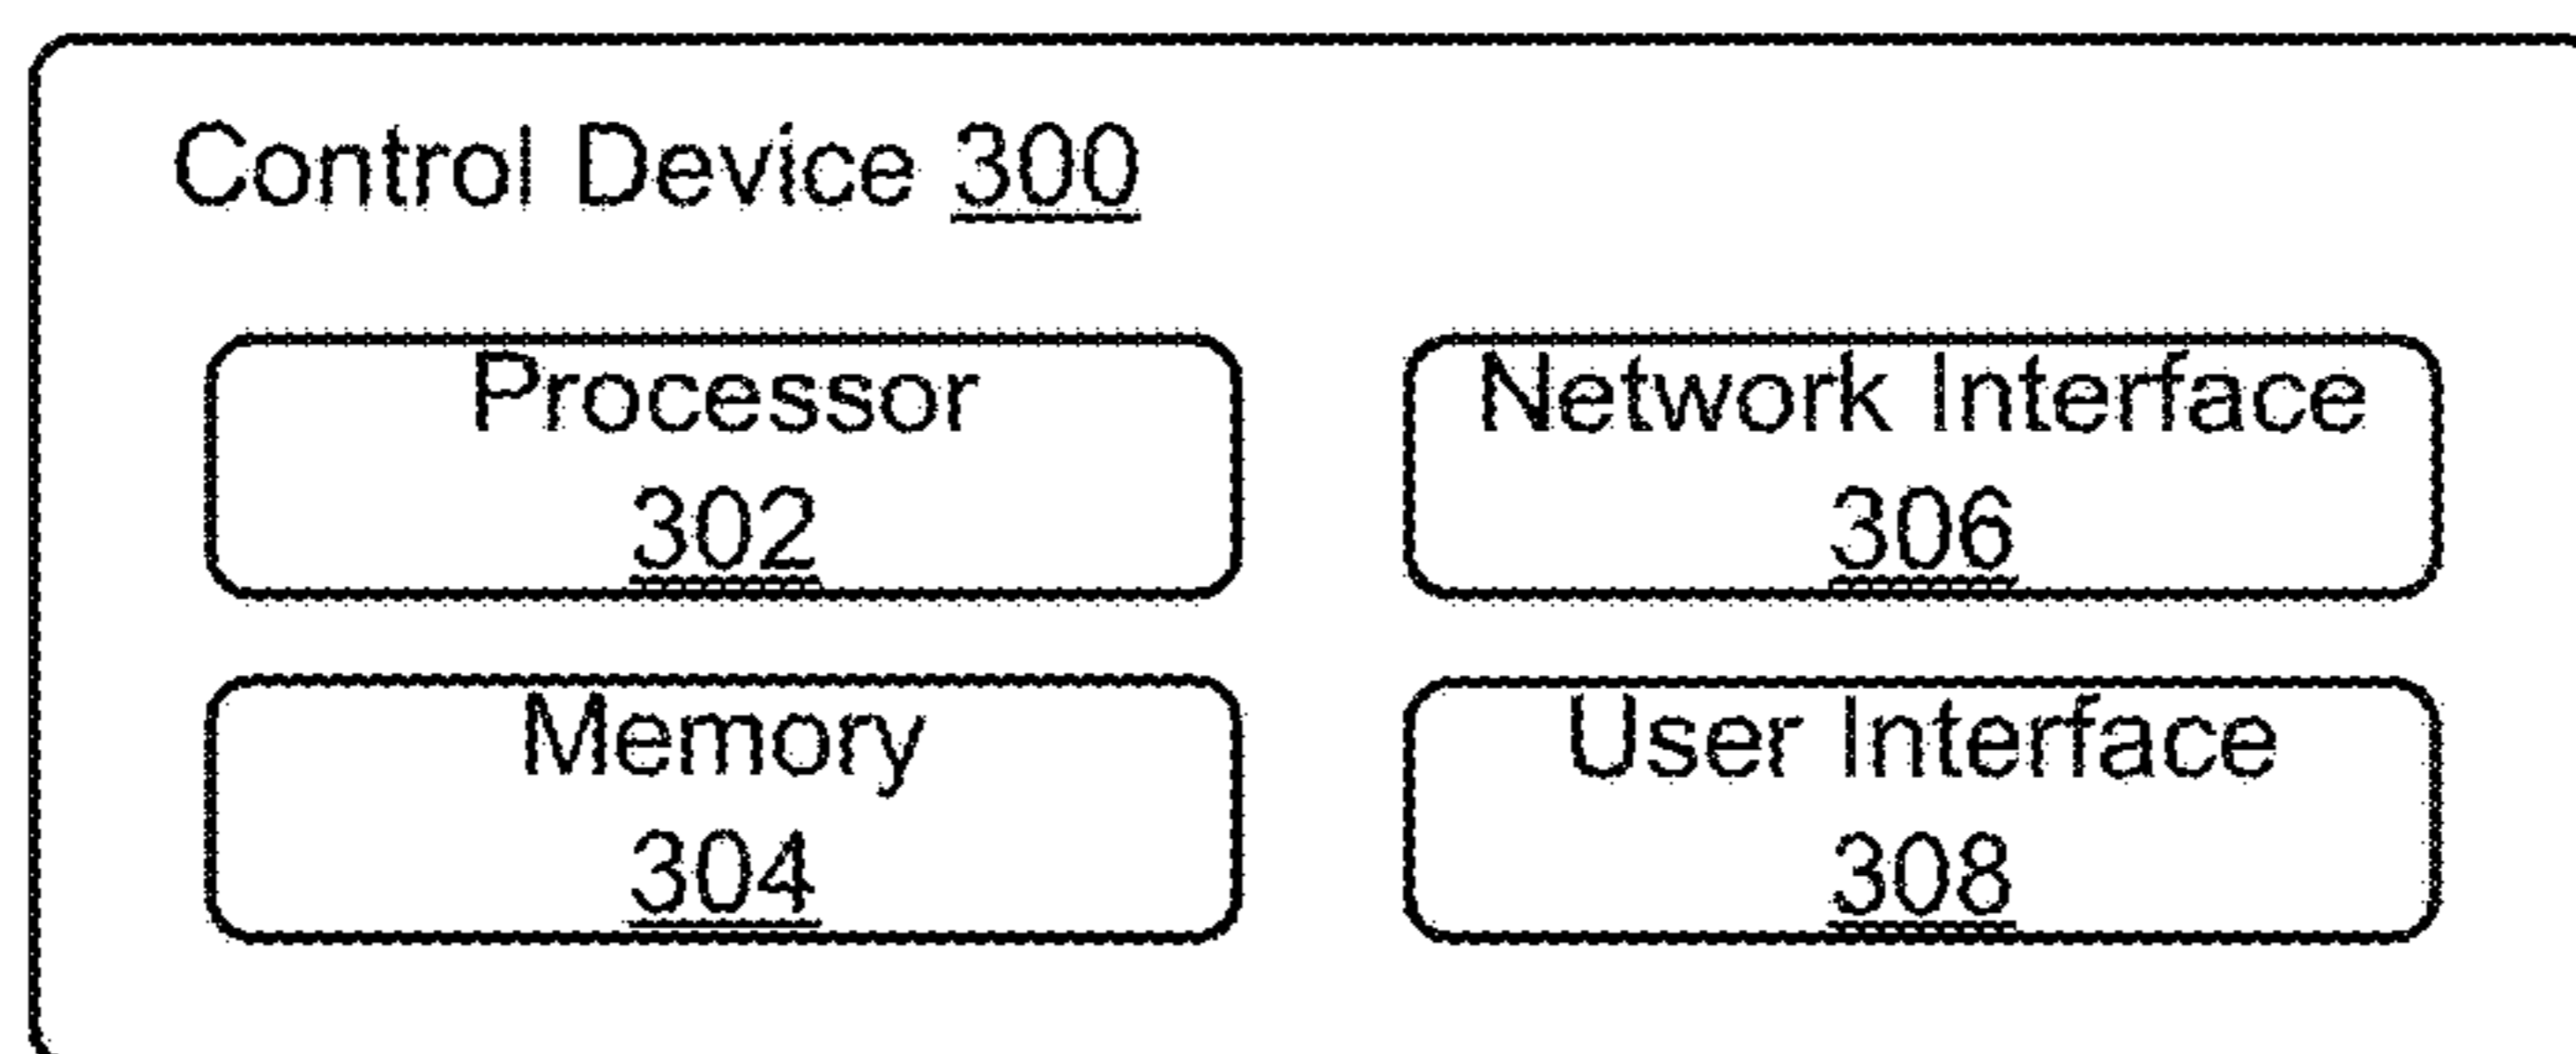 Control Device 300
Processor
302
Network Interface
306
Memory
304
User Interface
308